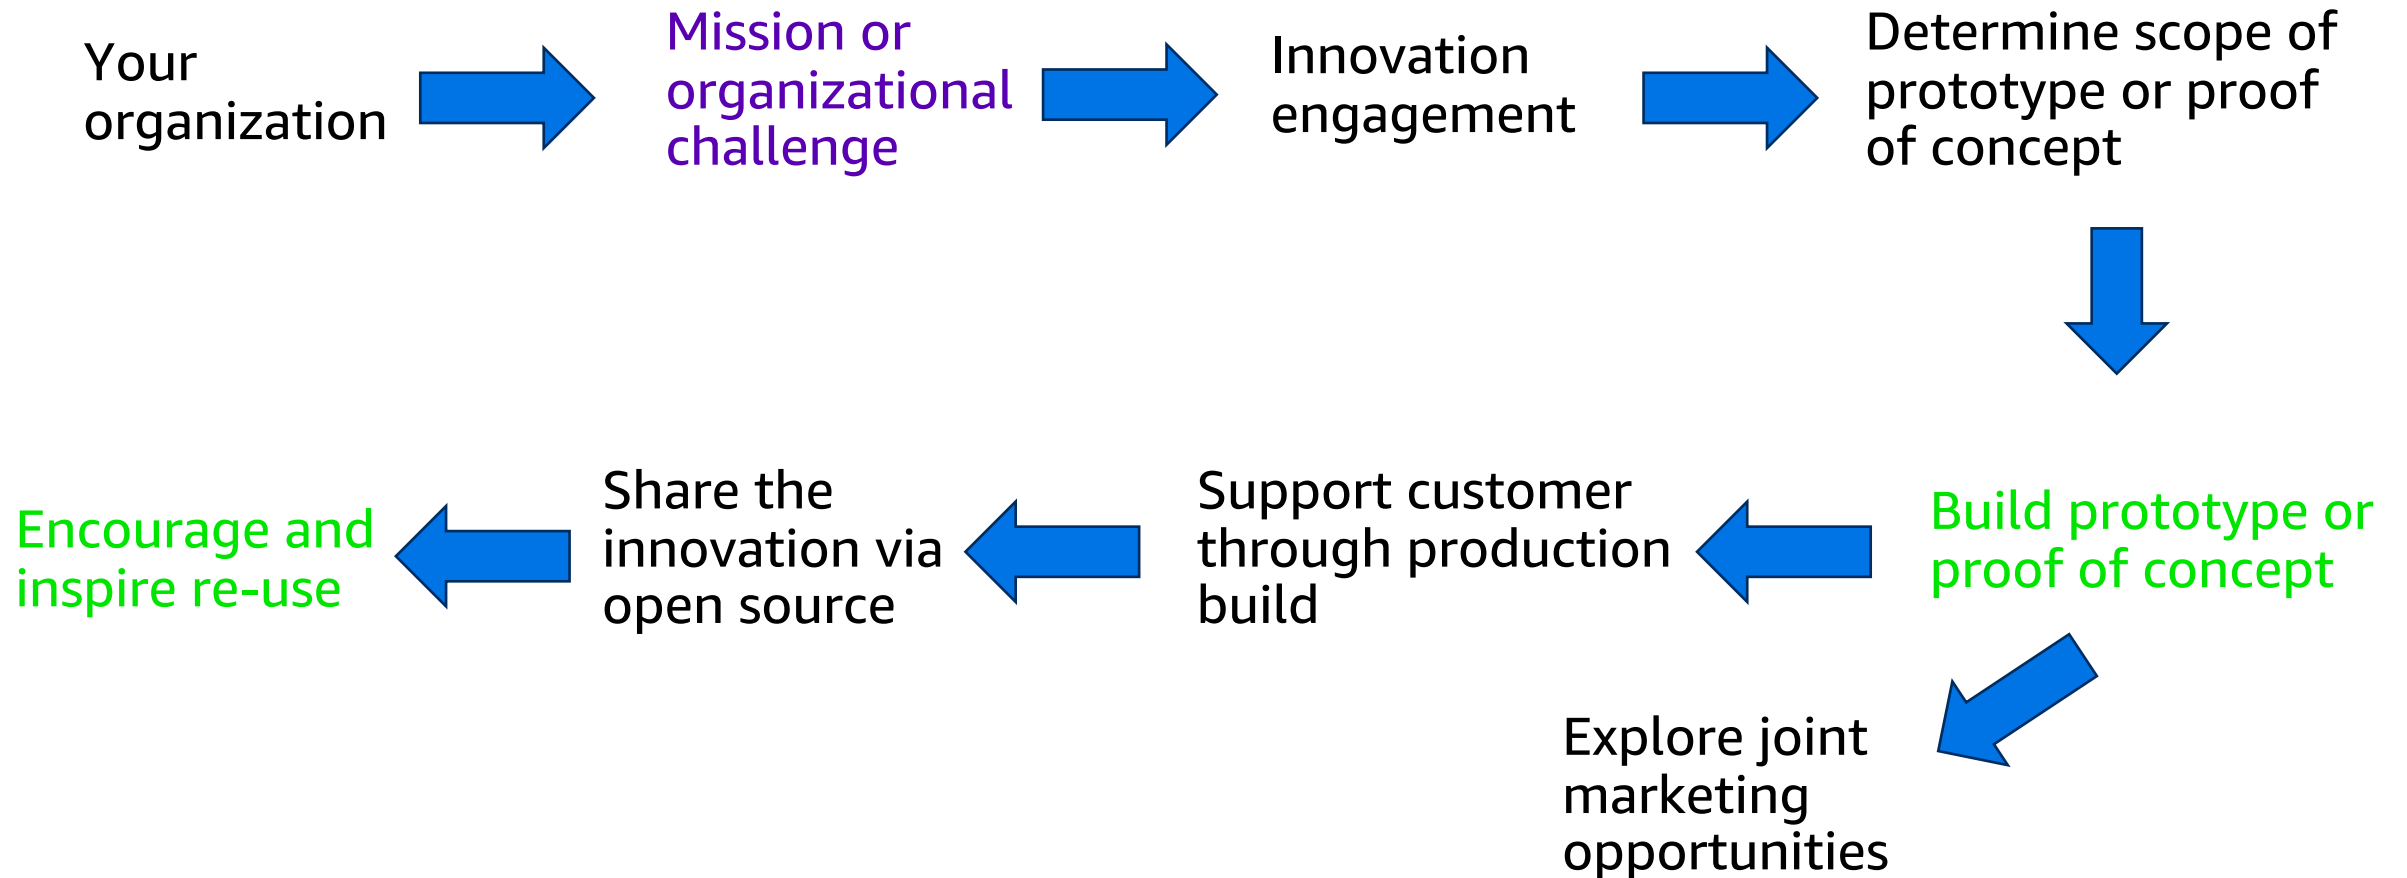 Your
organization
Mission or
organizational
challenge
Innovation
engagement
Determine scope of
prototype or proof
of concept
Build prototype or
proof of concept
Support customer
through production
build
Share the
innovation via
open source
Encourage and
inspire re-use
Explore joint
marketing
opportunities